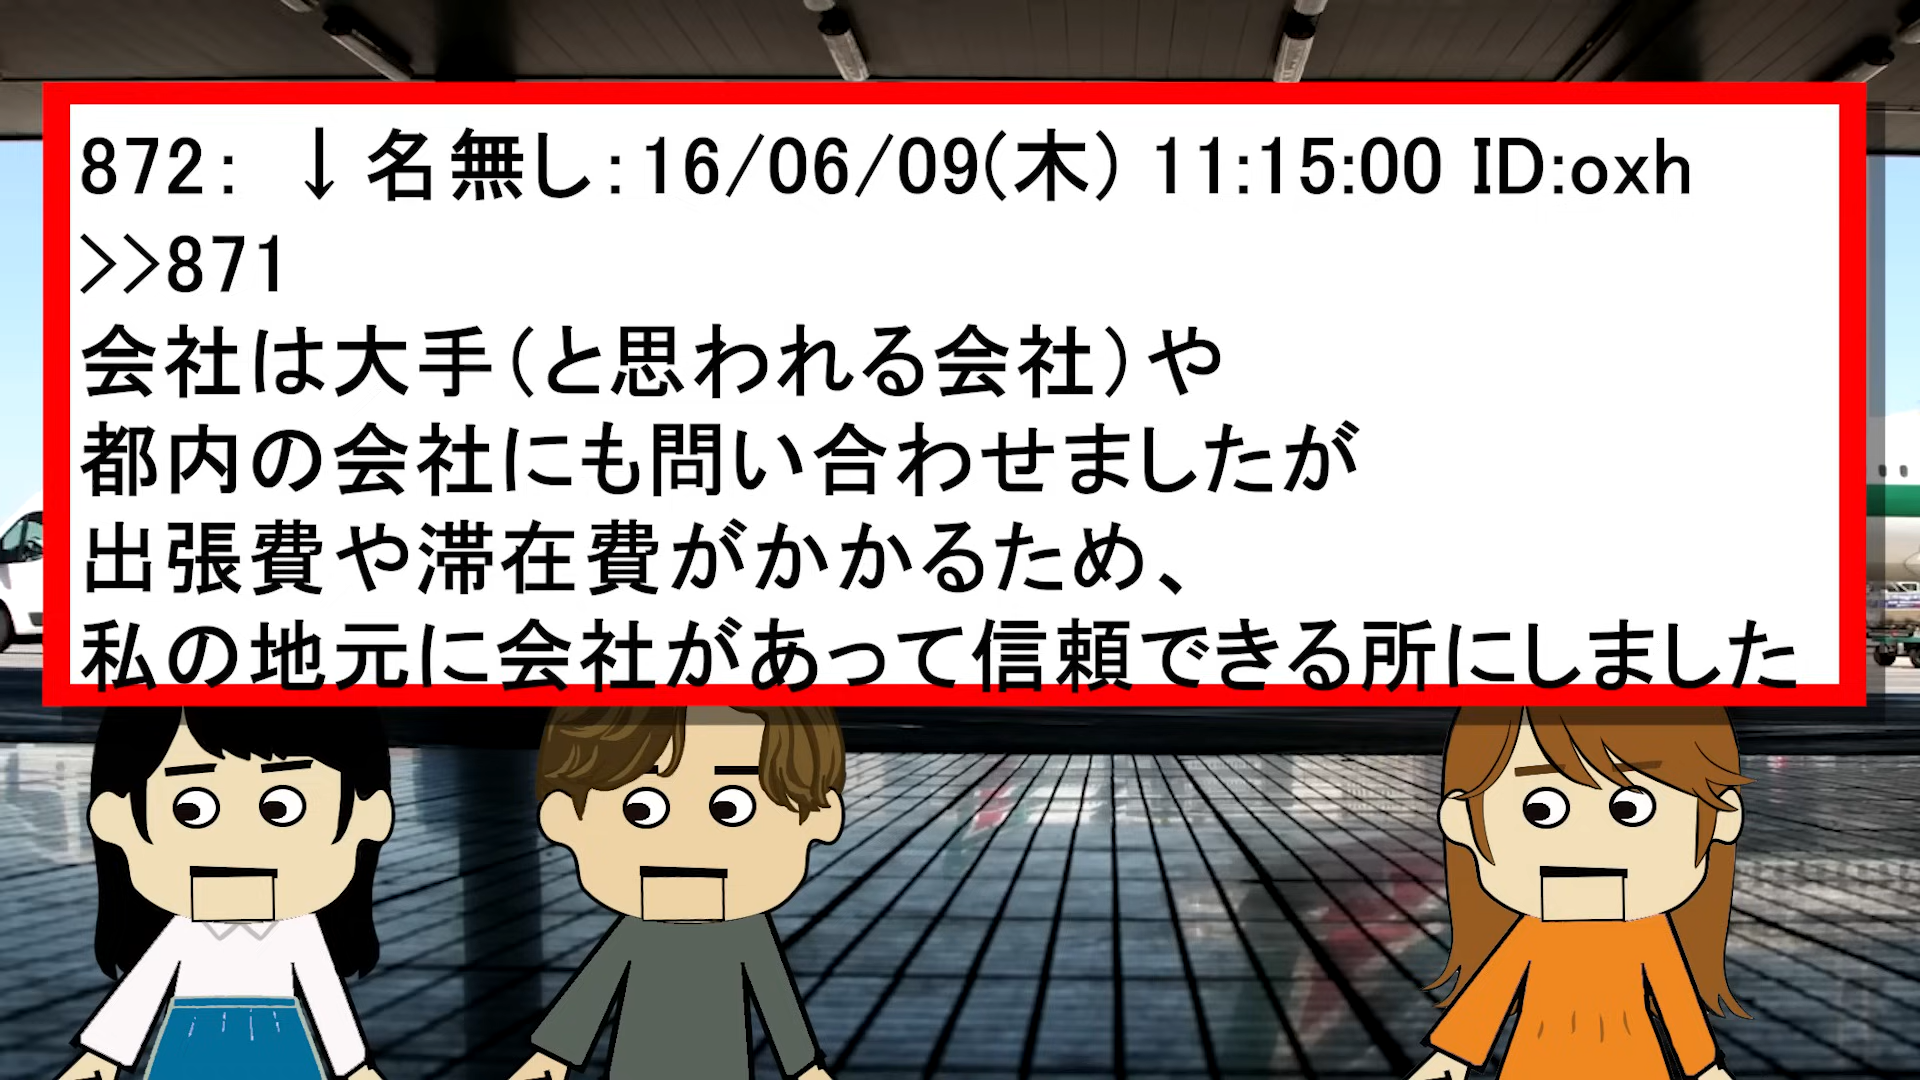 872： ↓名無し：16/06/09(木) 11:15:00 ID:oxh
>>871
会社は大手（と思われる会社）や
都内の会社にも問い合わせましたが
出張費や滞在費がかかるため、
私の地元に会社があって信頼できる所にしました